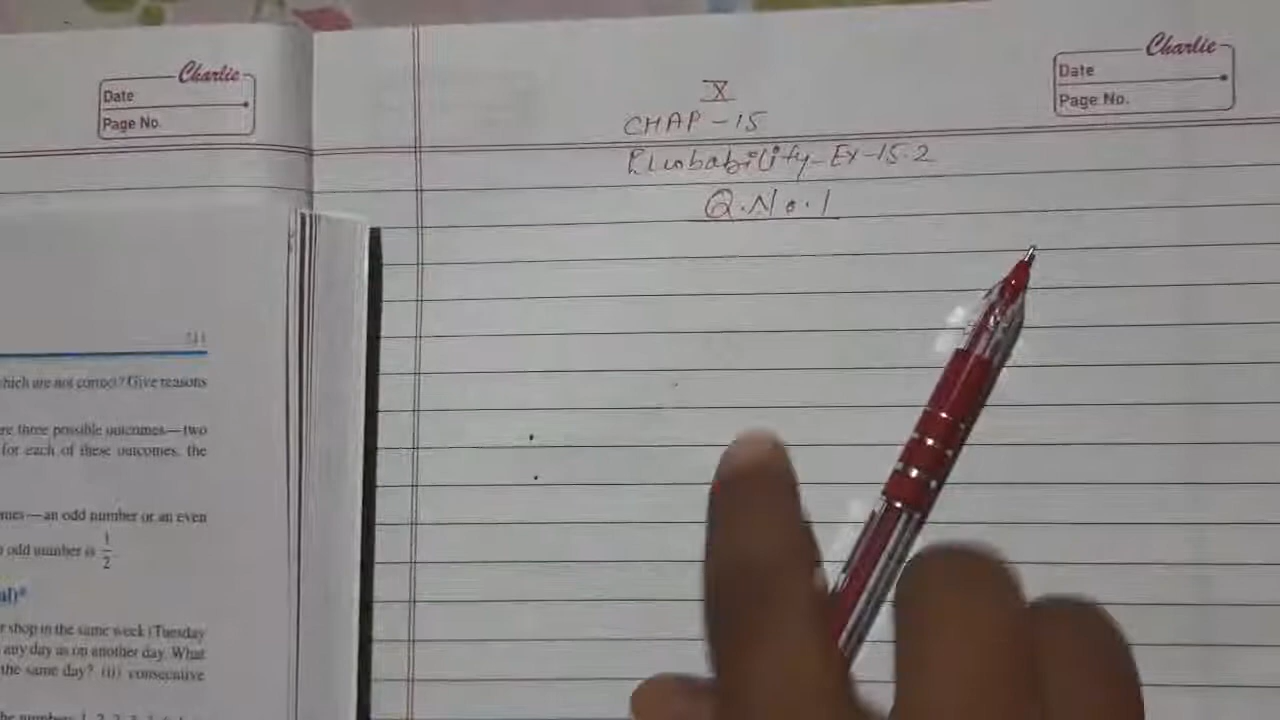 Charlie
Date
Page No.
Charlie
Date
Page No.
X
CHAP-15
Probability-Ex-15.2
Q.No.1
311
which are not correct? Give reasons
are three possible outcomes—two
for each of these outcomes, the
mes—an odd number or an even
odd number is 1/2
al)*
shop in the same week (Tuesday
any day as on another day. What
the same day? (ii) consecutive